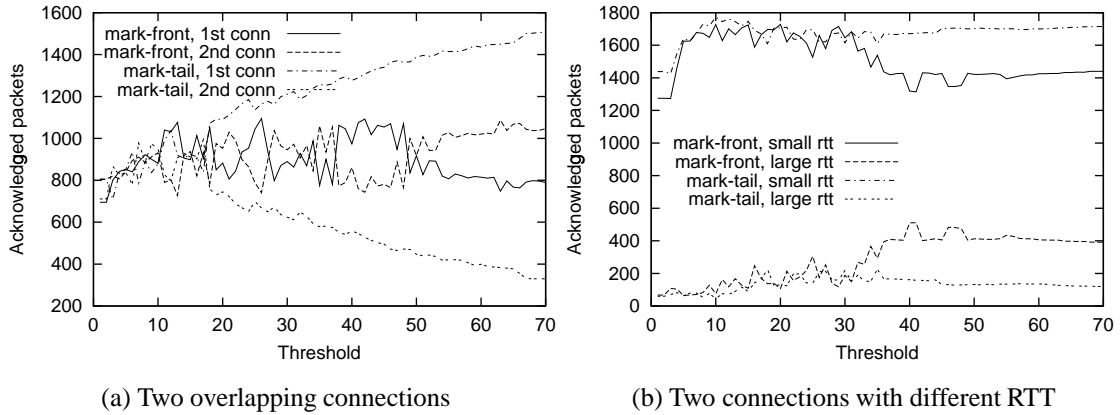 Acknowledged packets
1600
1400
1200
1000
800
600
400
200
mark-front, 1st conn
mark-front, 2nd conn
mark-tail, 1st conn
mark-tail, 2nd conn
0 10 20 30 40 50 60 70
Threshold
(a) Two overlapping connections
Acknowledged packets
1800
1600
1400
1200
1000
800
600
400
200
0
mark-front, small rtt
mark-front, large rtt
mark-tail, small rtt
mark-tail, large rtt
0 10 20 30 40 50 60 70
Threshold
(b) Two connections with different RTT